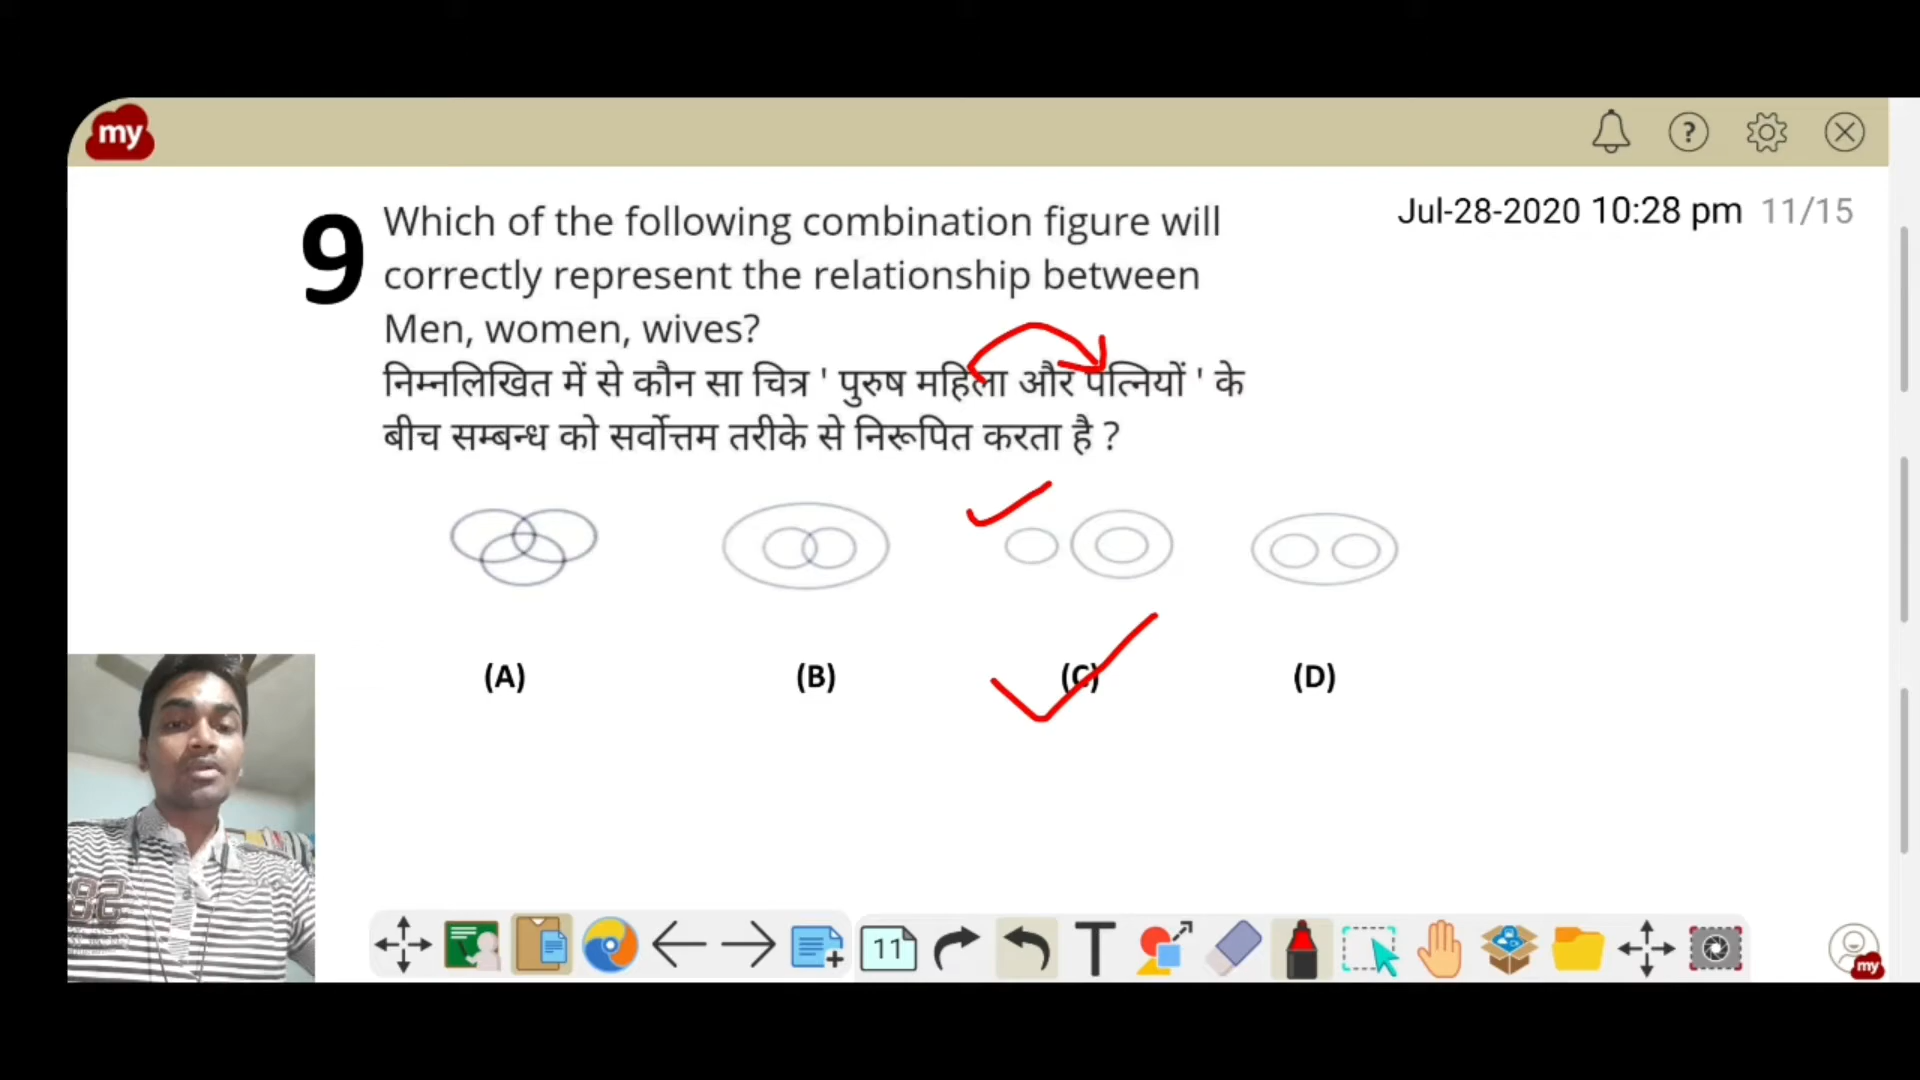 my
Jul-28-2020 10:28 pm 11/15
9
Which of the following combination figure will
correctly represent the relationship between
Men, women, wives?
निम्नलिखित में से कौन सा चित्र ' पुरुष महिला और पत्नियों ' के
बीच सम्बन्ध को सर्वोत्तम तरीके से निरूपित करता है ?
(A) (B) (C) (D)
11
my